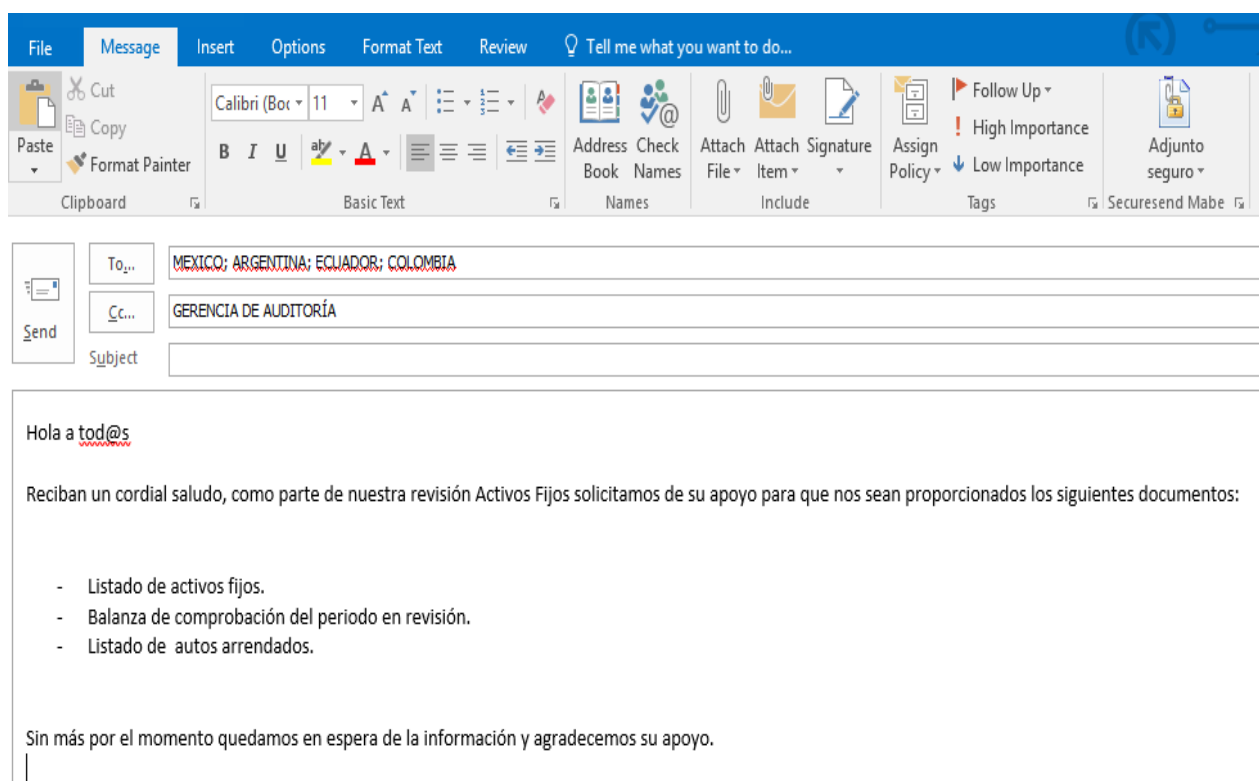 File Message Insert Options Format Text Review Tell me what you want to do...
Cut
Copy
Format Painter
Paste
Clipboard
Calibri (Boc 11
B I U
Basic Text
Address Book
Check Names
Names
Attach File
Attach Item
Signature
Include
Assign Policy
Follow Up
High Importance
Low Importance
Tags
Adjunto seguro
Securesend Mabe
Send
To... MEXICO; ARGENTINA; ECUADOR; COLOMBIA
Cc... GERENCIA DE AUDITORÍA
Subject
Hola a tod@s
Reciban un cordial saludo, como parte de nuestra revisión Activos Fijos solicitamos de su apoyo para que nos sean proporcionados los siguientes documentos:
- Listado de activos fijos.
- Balanza de comprobación del periodo en revisión.
- Listado de autos arrendados.
Sin más por el momento quedamos en espera de la información y agradecemos su apoyo.